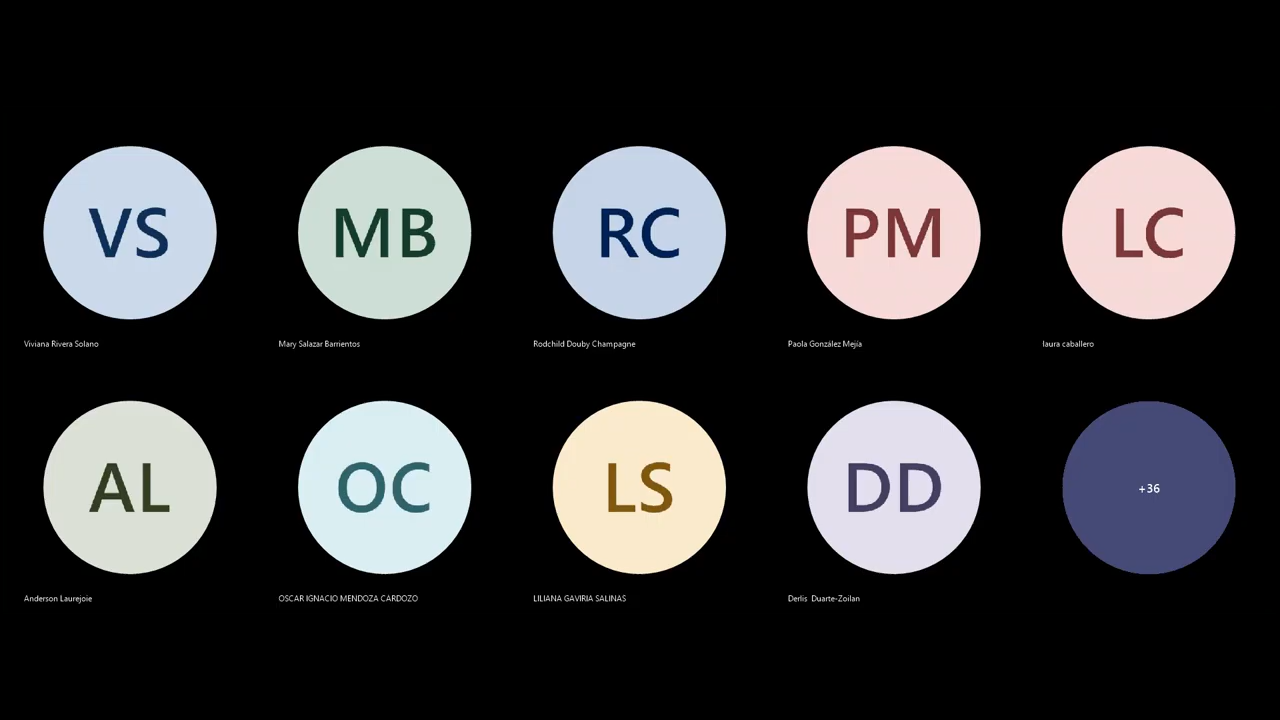 VS
MB
RC
PM
LC
Viviana Rivera Solano
Mary Salazar Barrientos
Rodchild Douby Champagne
Paola González Mejía
laura caballero
AL
OC
LS
DD
+36
Anderson Laurejoie
OSCAR IGNACIO MENDOZA CARDOZO
LILIANA GAVIRIA SALINAS
Derlis  Duarte-Zoilan